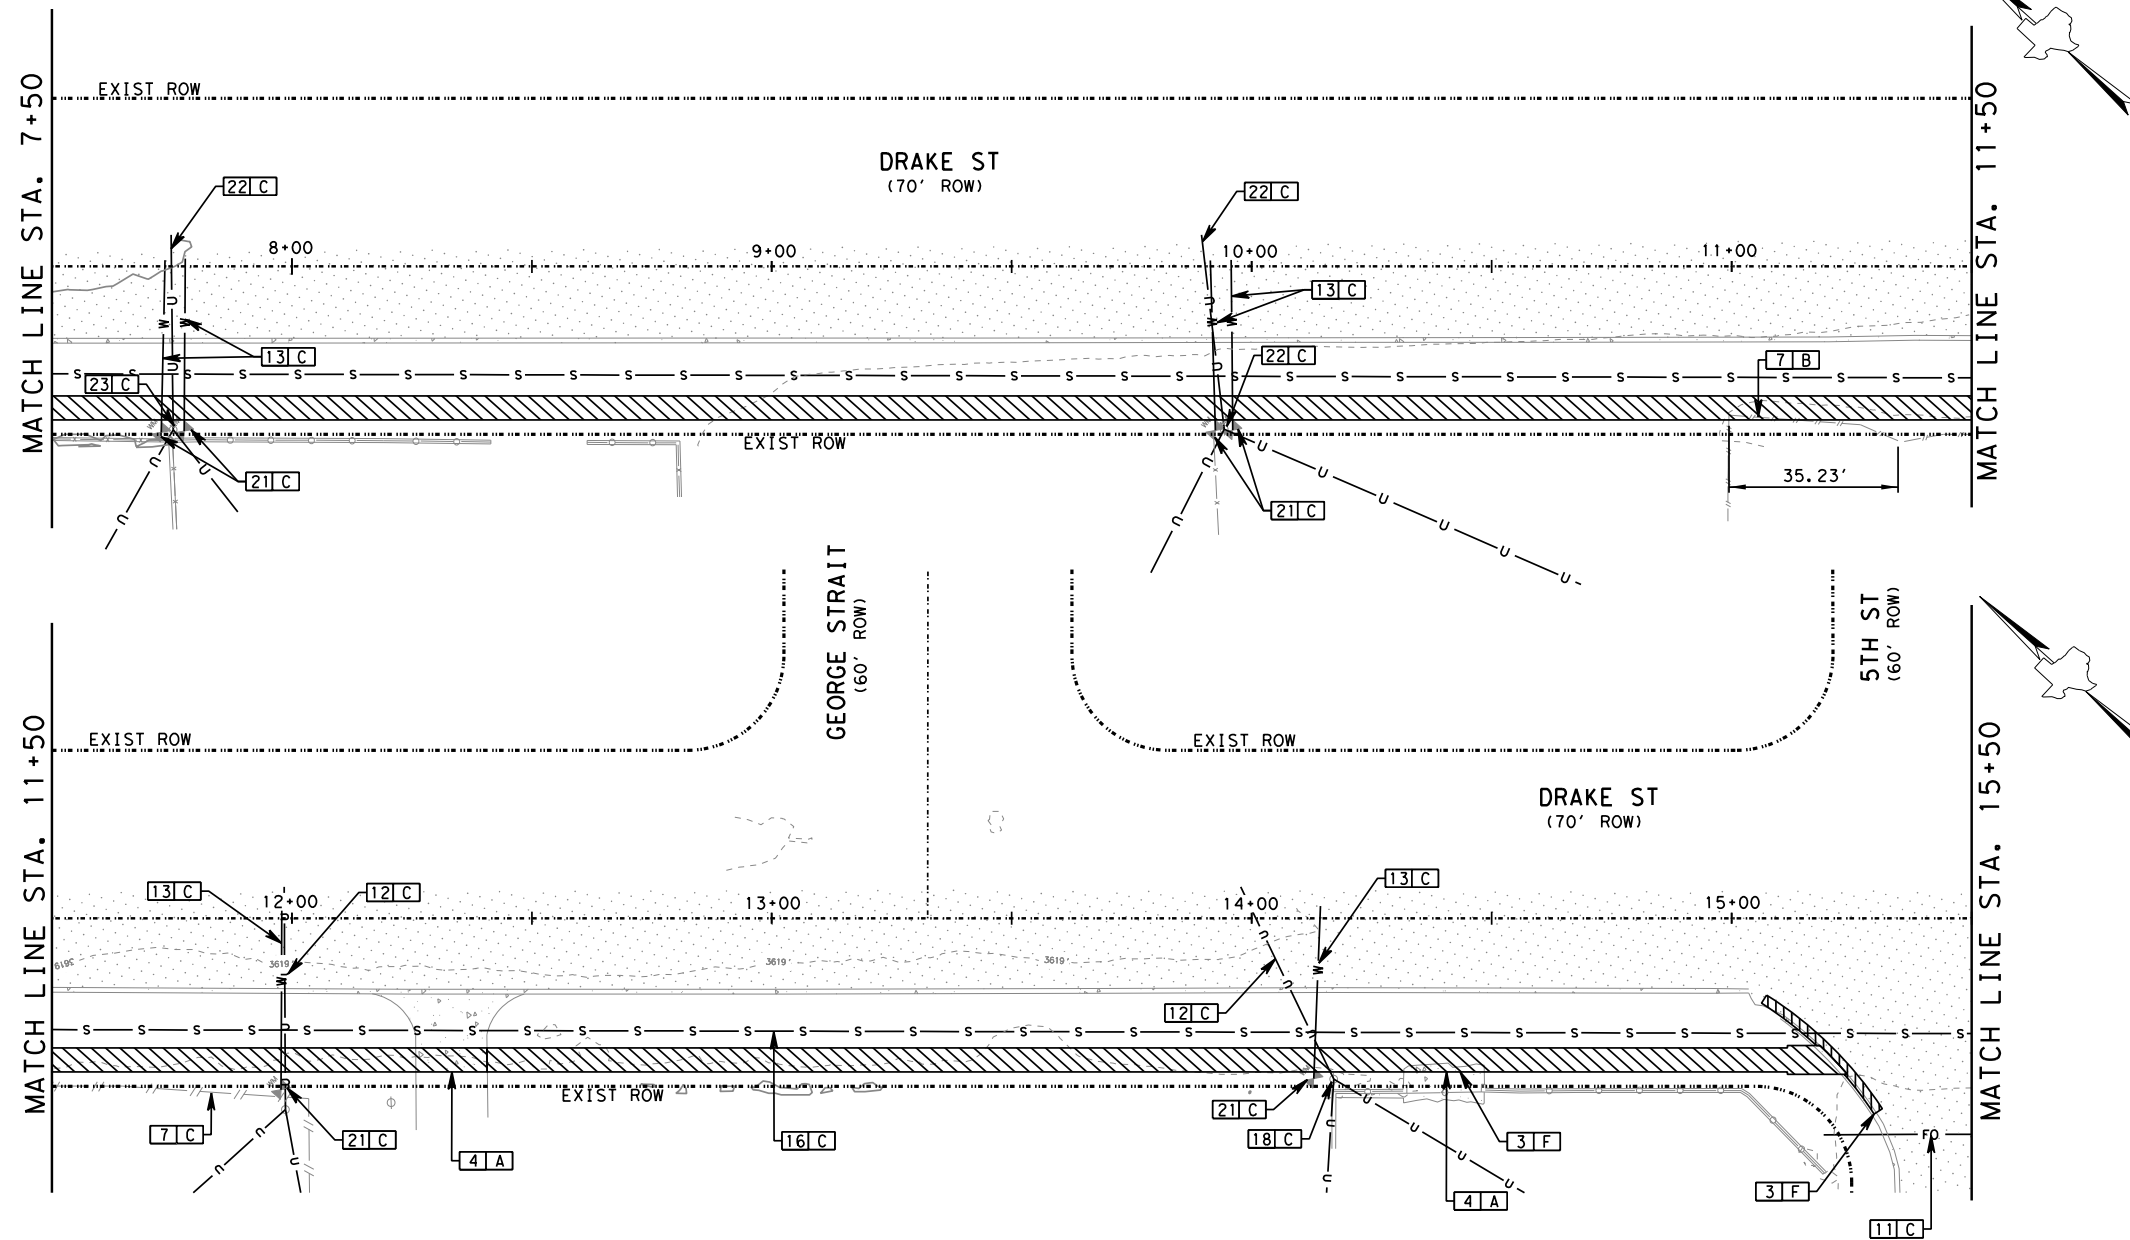 MATCH LINE STA. 7+50
EXIST ROW
DRAKE ST
(70' ROW)
22 C
22 C
8+00
9+00
10+00
11+00
13 C
13 C
22 C
7 B
23 C
S S S S S S S S S S S S S S S S S S S S S S S S S S S S S S S S S S S
U
U
W W
U
U
W W
EXIST ROW
21 C
21 C
35.23'
U U
U U U U U U U U
MATCH LINE STA. 11+50
GEORGE STRAIT
(60' ROW)
5TH ST
(60' ROW)
MATCH LINE STA. 11+50
EXIST ROW
EXIST ROW
DRAKE ST
(70' ROW)
13 C
12 C
13 C
12+00
13+00
14+00
15+00
3619'
3619'
3619'
3619'
W
W
U
U
12 C
S S S S S S S S S S S S S S S S S S S S S S S S S S S S S S S S S S S
EXIST ROW
21 C
7 C
21 C
4 A
16 C
18 C
3 F
4 A
3 F
FO
11 C
U U
U U U U U
MATCH LINE STA. 15+50